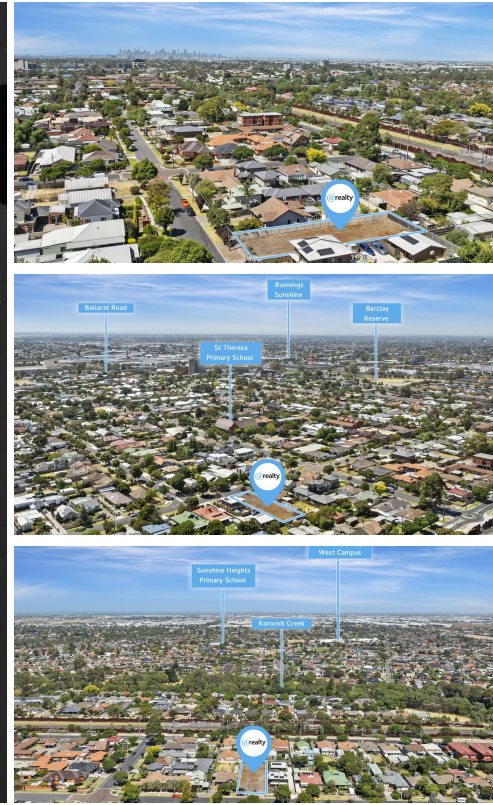 @realty
Ballarat Road
Bunnings
Sunshine
Barclay
Reserve
St Theresa
Primary School
@realty
West Campus
Sunshine Heights
Primary School
Kororoit Creek
@realty